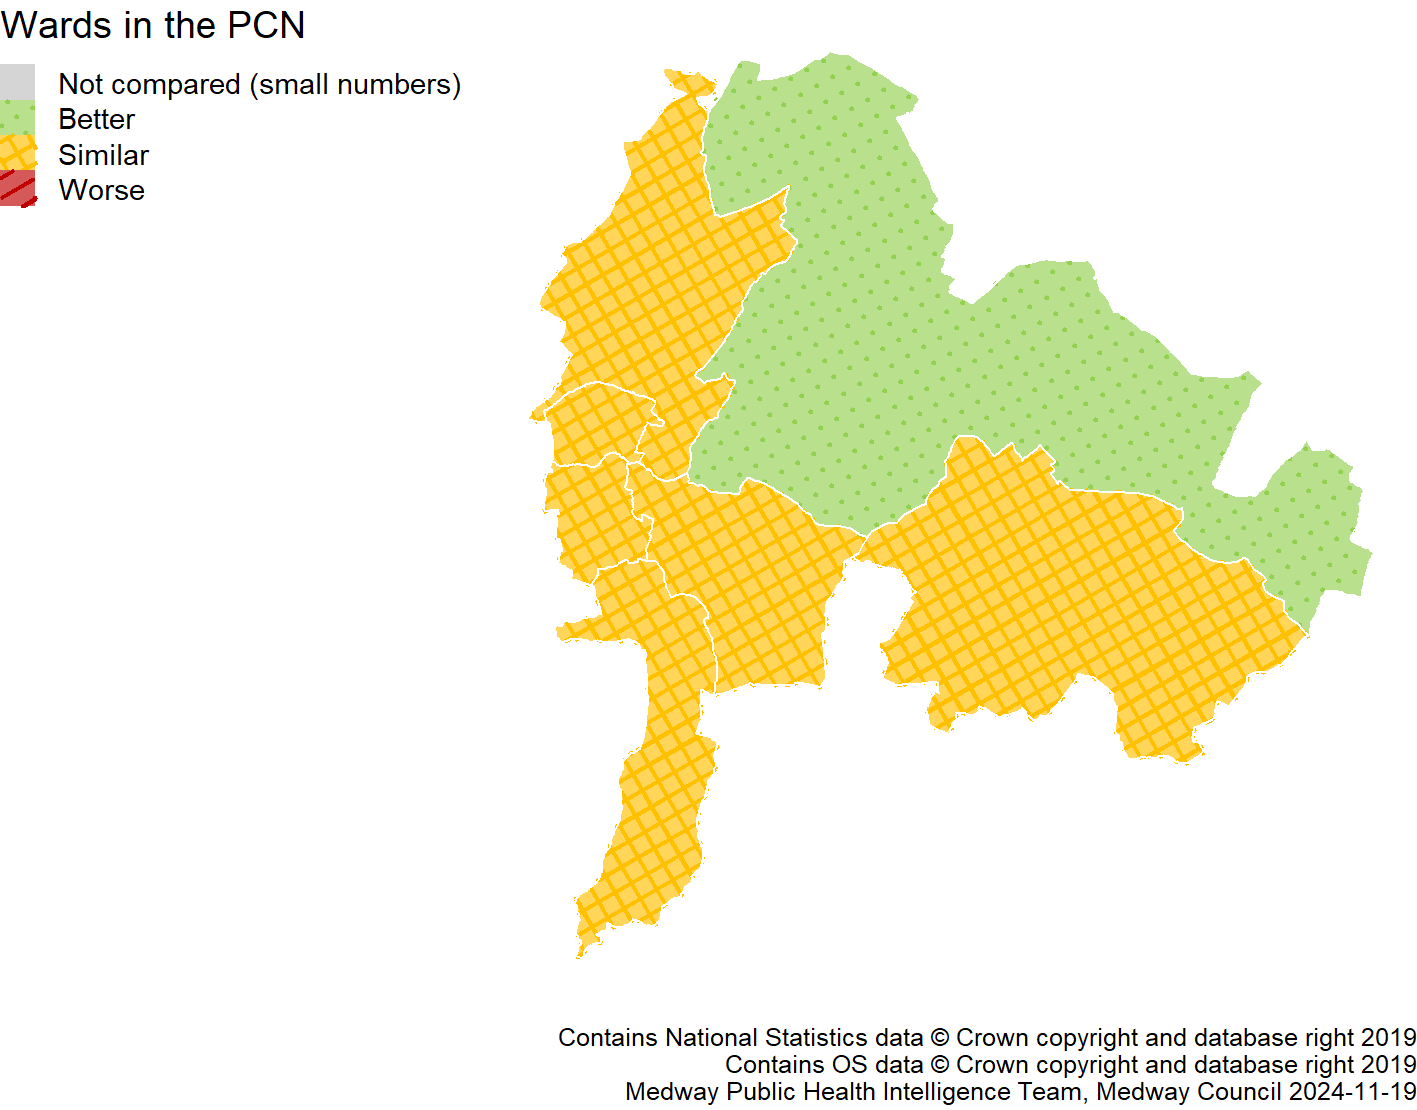 Wards in the PCN
Not compared (small numbers)
Better
Similar
Worse
Contains National Statistics data © Crown copyright and database right 2019
Contains OS data © Crown copyright and database right 2019
Medway Public Health Intelligence Team, Medway Council 2024-11-19